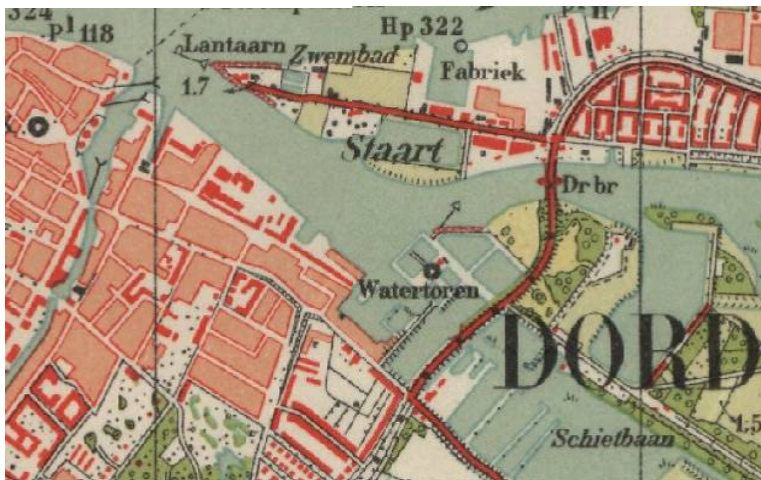 324
pl 118
Lantaarn
Zwembad
Hp 322
Fabriek
1.7
Staart
Dr br
Watertoren
DORD
1,5
Schietbaan